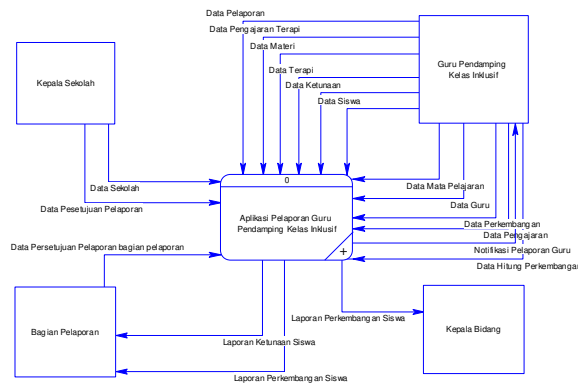 Data Pelaporan
Data Pengajaran Terapi
Data Materi
Data Terapi
Data Ketunaan
Data Siswa
Guru Pendamping
Kelas Inklusif
Kepala Sekolah
Data Sekolah
Data Pesetujuan Pelaporan
0
Aplikasi Pelaporan Guru
Pendamping Kelas Inklusif
+
Data Mata Pelajaran
Data Guru
Data Perkembangan
Data Pengajaran
Notifikasi Pelaporan Guru
Data Hitung Perkembangan
Data Persetujuan Pelaporan bagian pelaporan
Bagian Pelaporan
Laporan Ketunaan Siswa
Laporan Perkembangan Siswa
Laporan Perkembangan Siswa
Kepala Bidang